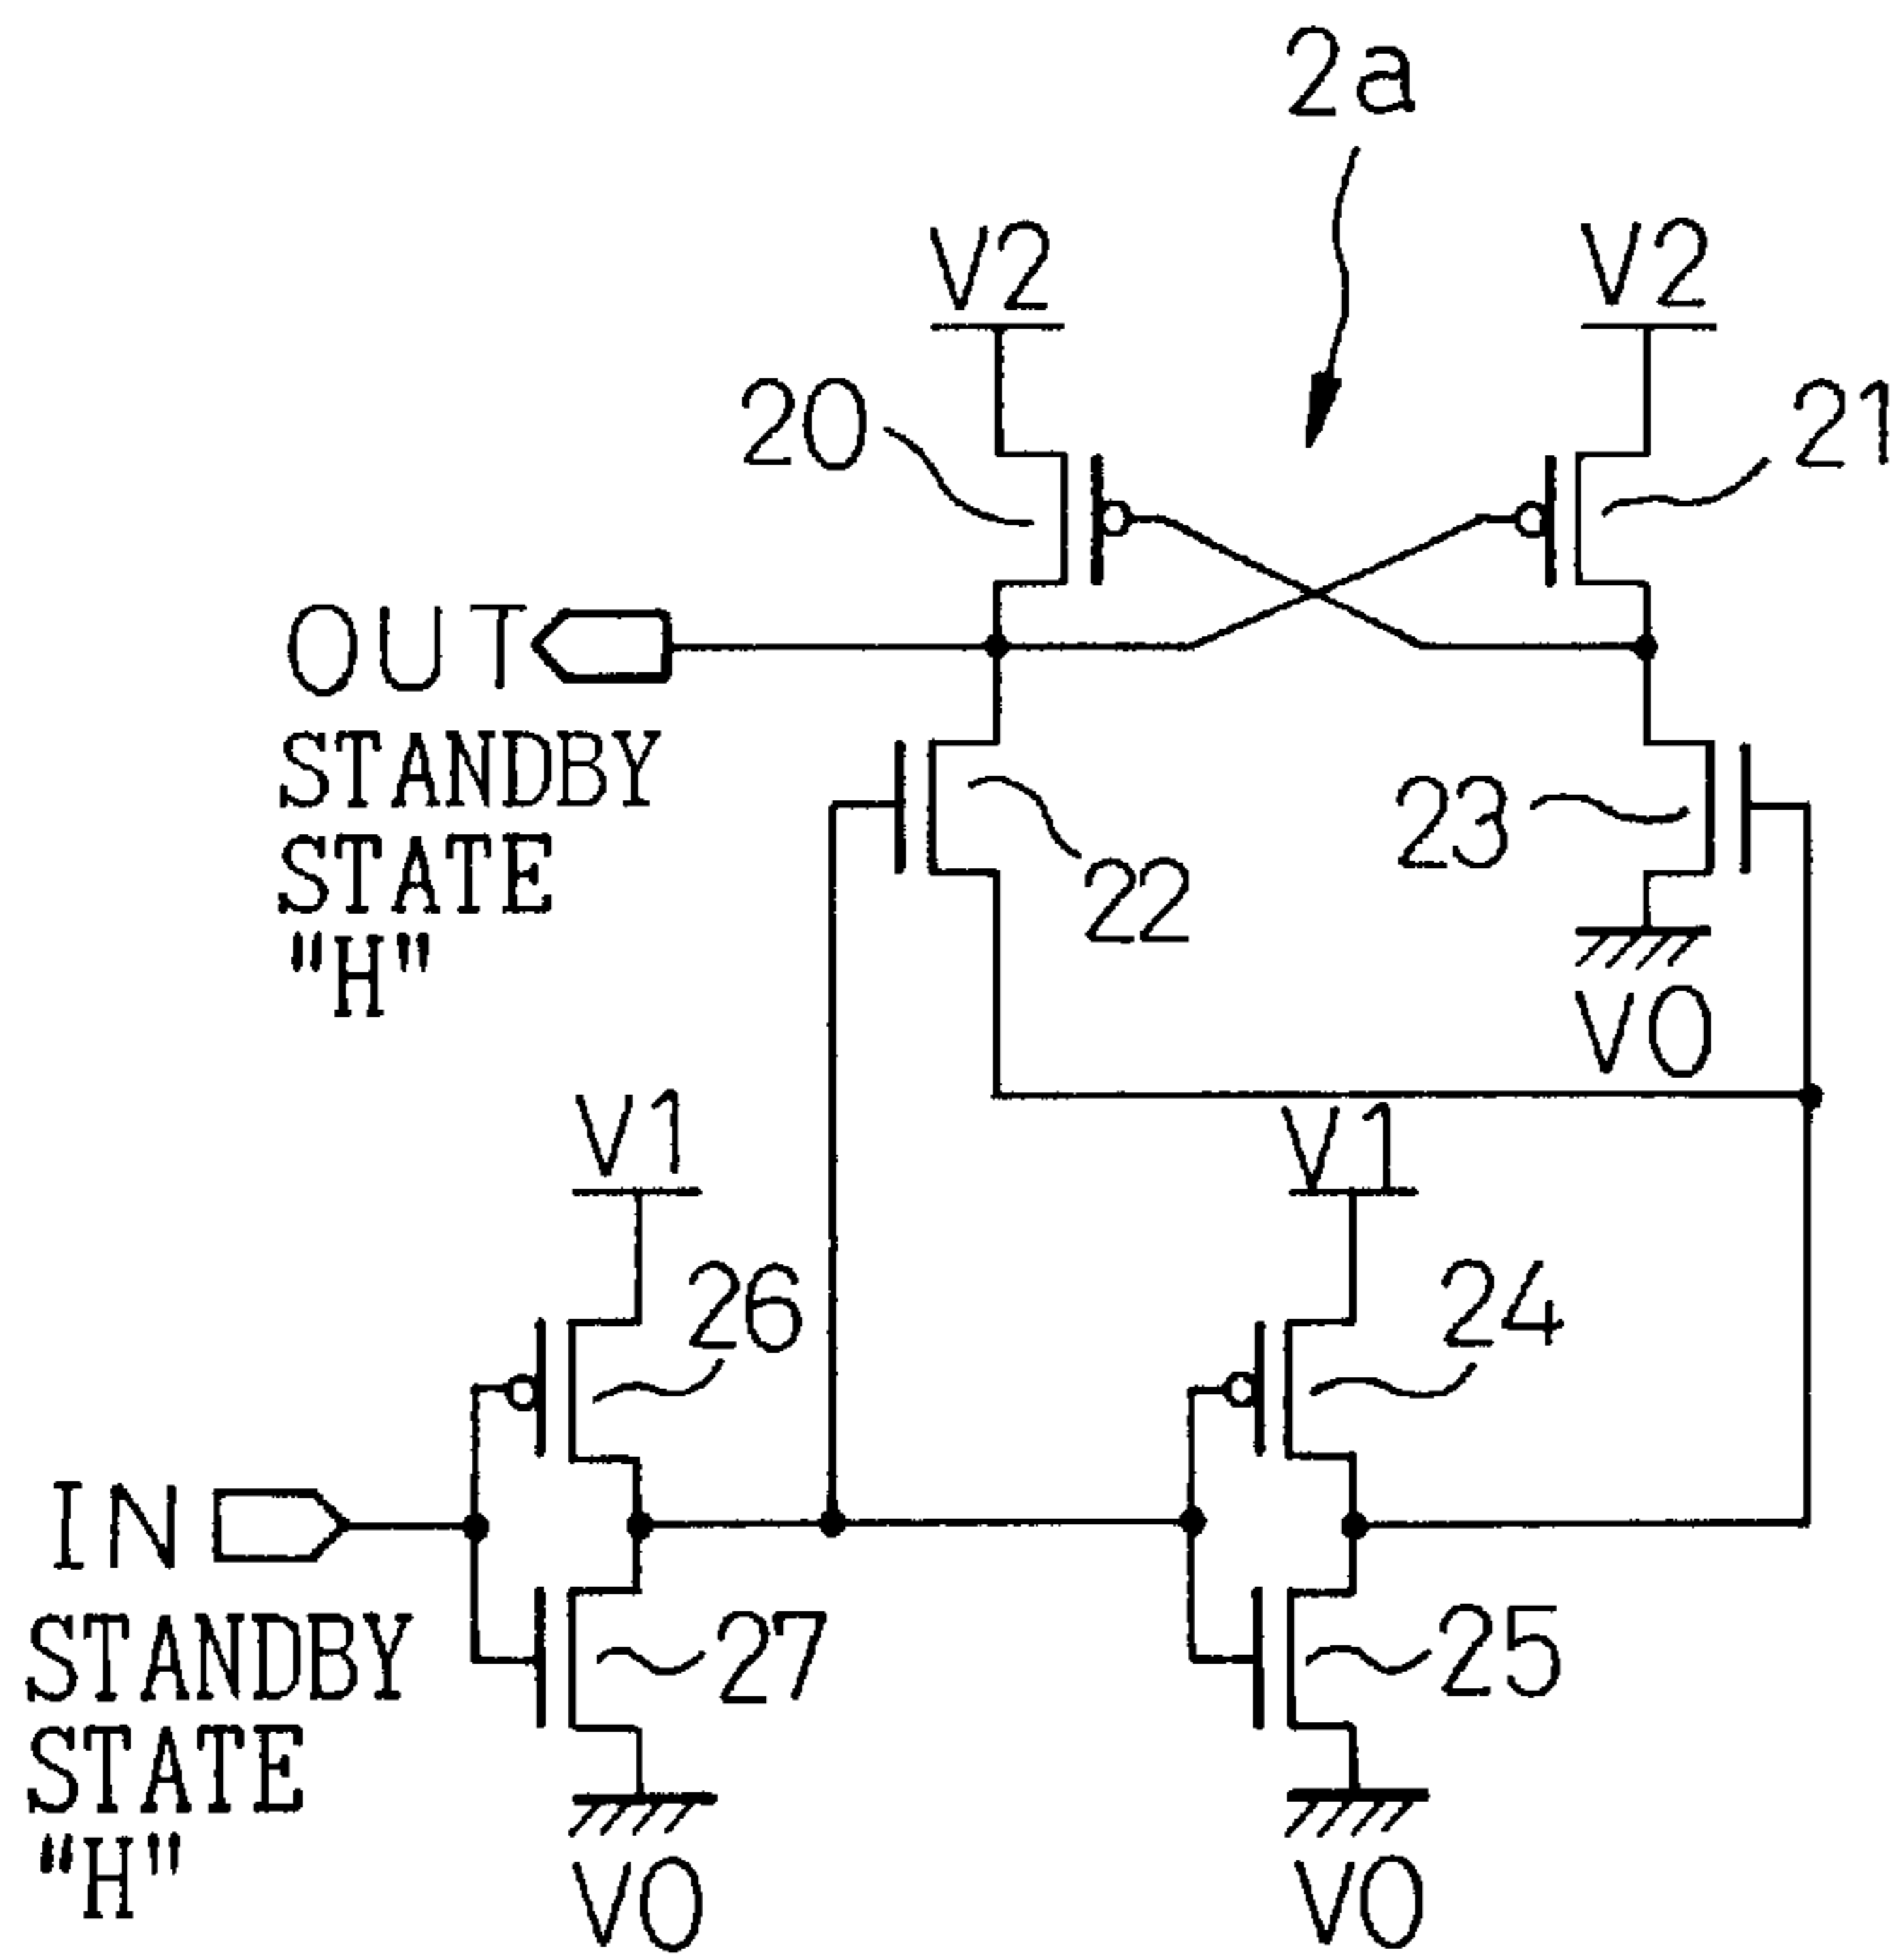 2a
V2
V2
20
21
OUT
STANDBY
STATE
"H"
22
23
V0
V1
V1
26
24
IN
STANDBY
STATE
"H"
27
25
V0
V0